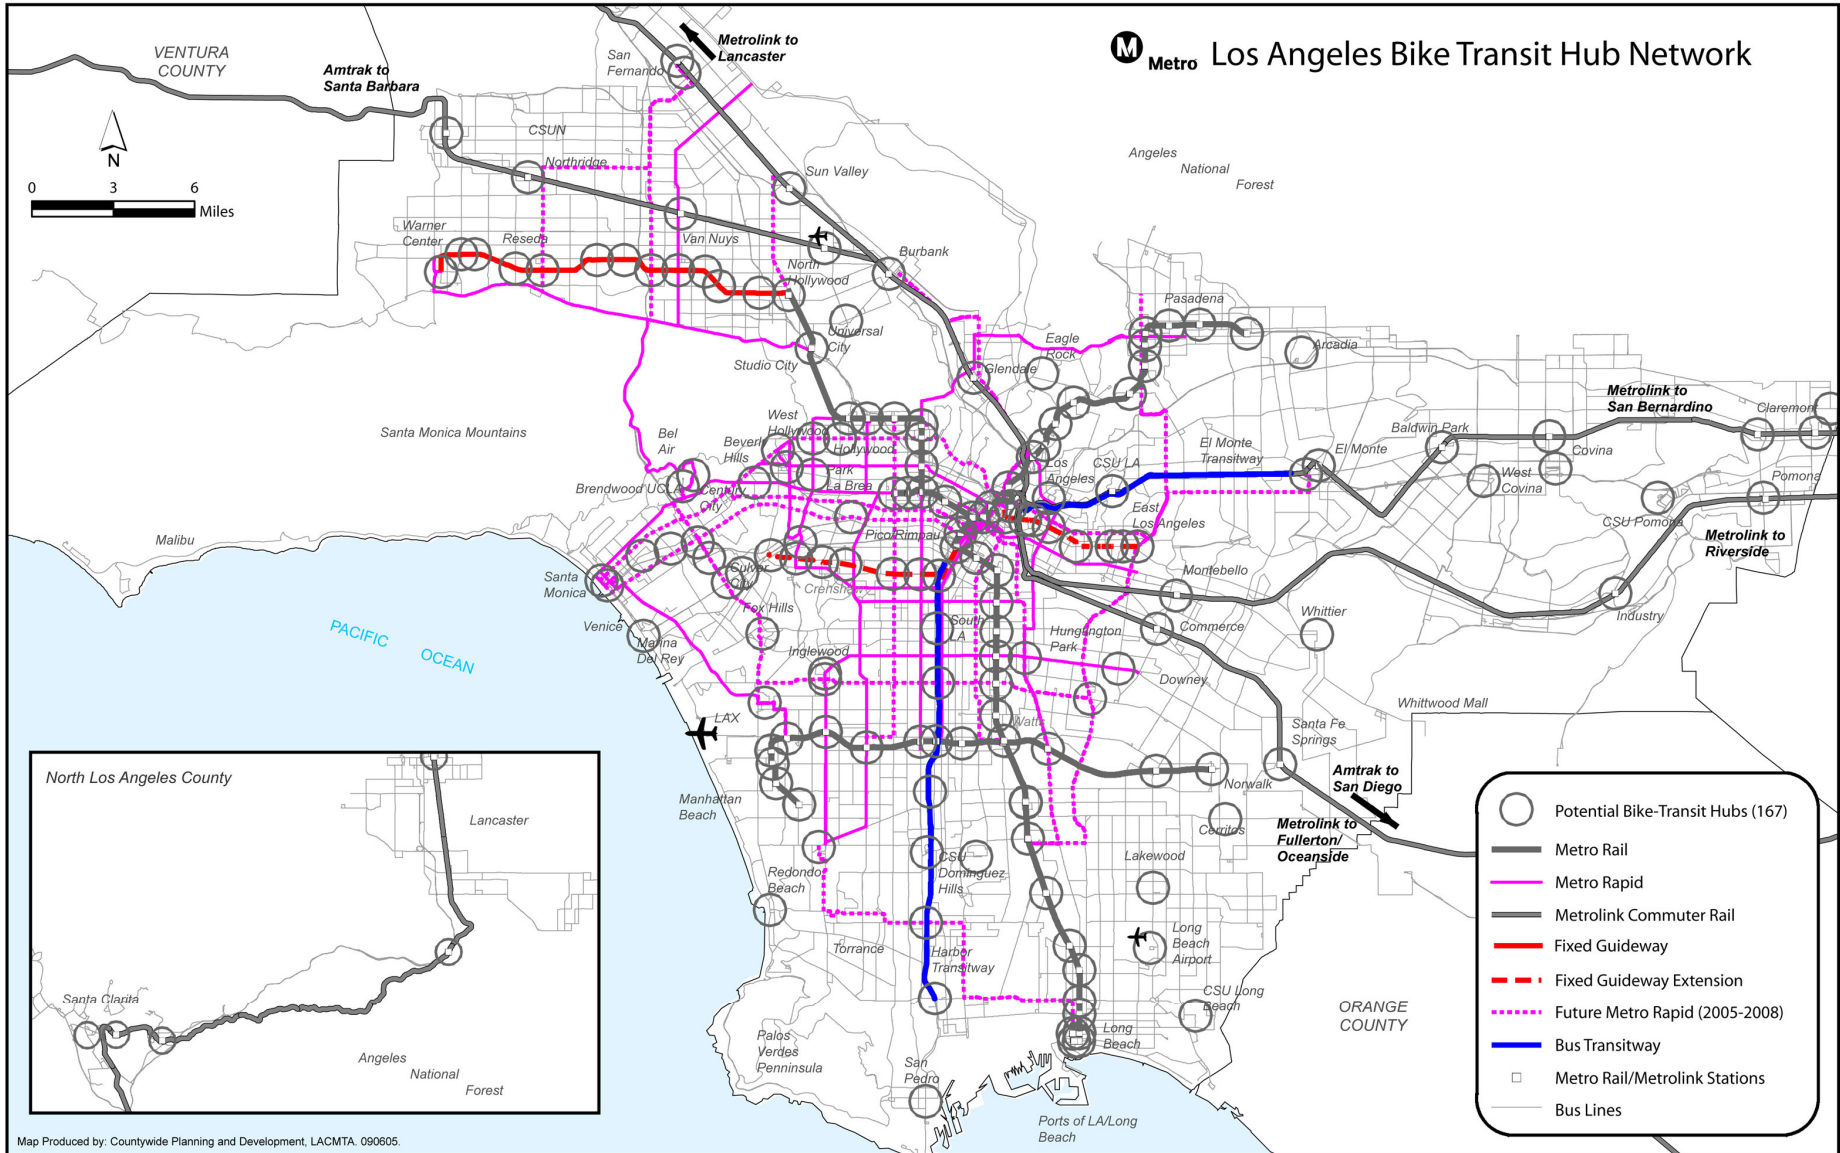 M
Metro Los Angeles Bike Transit Hub Network
VENTURA
COUNTY
Amtrak to
Santa Barbara
San
Fernando
Metrolink to
Lancaster
N
0 3 6
Miles
CSUN
Northridge
Sun Valley
Angeles
National
Forest
Warner
Center
Reseda
Van Nuys
North
Hollywood
Burbank
Universal
City
Studio City
Glendale
Eagle
Rock
Pasadena
Arcadia
Santa Monica Mountains
Bel
Air
Beverly
Hills
West
Hollywood
Hollywood
Park
La Brea
Los
Angeles
CSU LA
El Monte
Transitway
El Monte
Baldwin Park
Metrolink to
San Bernardino
Claremont
Covina
West
Covina
Pomona
CSU Pomona
Metrolink to
Riverside
Brendwood
UCLA
Century
City
East
Los Angeles
Pico/Rimpau
Malibu
Santa
Monica
Culver
City
Crenshaw
Montebello
Industry
Fox Hills
Venice
Marina
Del Rey
Inglewood
South
LA
Hungtington
Park
Commerce
Whittier
PACIFIC OCEAN
Downey
Whittwood Mall
LAX
Watts
Santa Fe
Springs
Norwalk
Amtrak to
San Diego
Manhattan
Beach
Cerritos
Metrolink to
Fullerton/
Oceanside
Redondo
Beach
CSU
Dominguez
Hills
Lakewood
Torrance
Harbor
Transitway
Long
Beach
Airport
CSU Long
Beach
ORANGE
COUNTY
Palos
Verdes
Penninsula
San
Pedro
Long
Beach
Ports of LA/Long
Beach
North Los Angeles County
Lancaster
Santa Clarita
Angeles
National
Forest
Potential Bike-Transit Hubs (167)
Metro Rail
Metro Rapid
Metrolink Commuter Rail
Fixed Guideway
Fixed Guideway Extension
Future Metro Rapid (2005-2008)
Bus Transitway
Metro Rail/Metrolink Stations
Bus Lines
Map Produced by: Countywide Planning and Development, LACMTA. 090605.